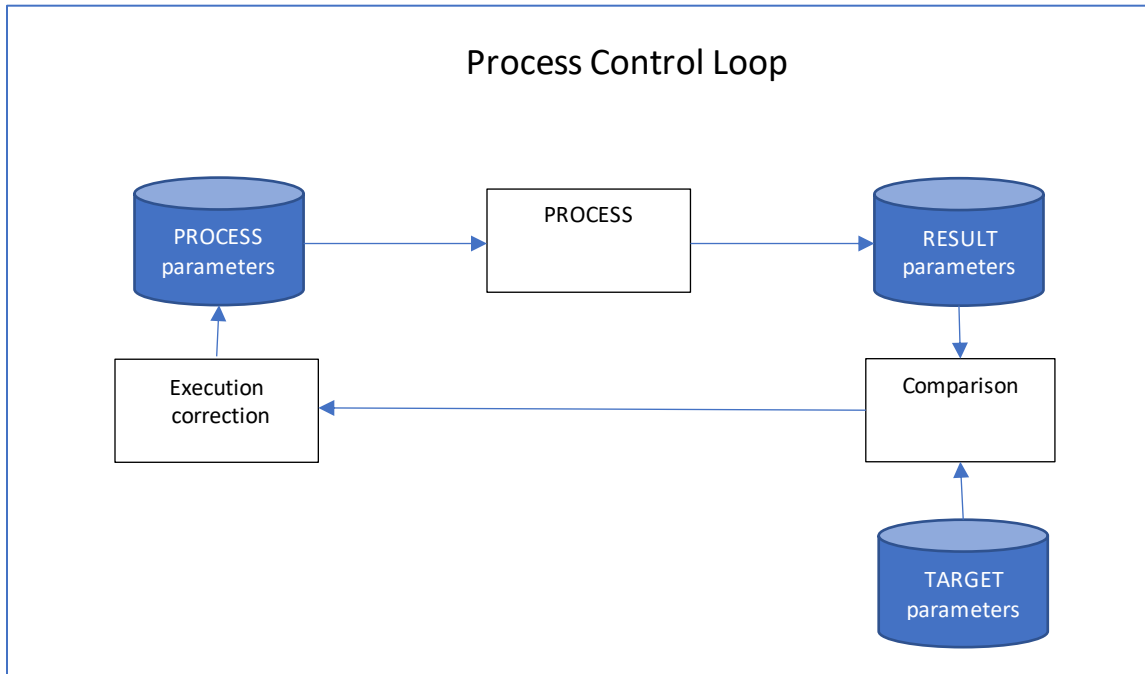 Process Control Loop
PROCESS
parameters
PROCESS
RESULT
parameters
Execution
correction
Comparison
TARGET
parameters